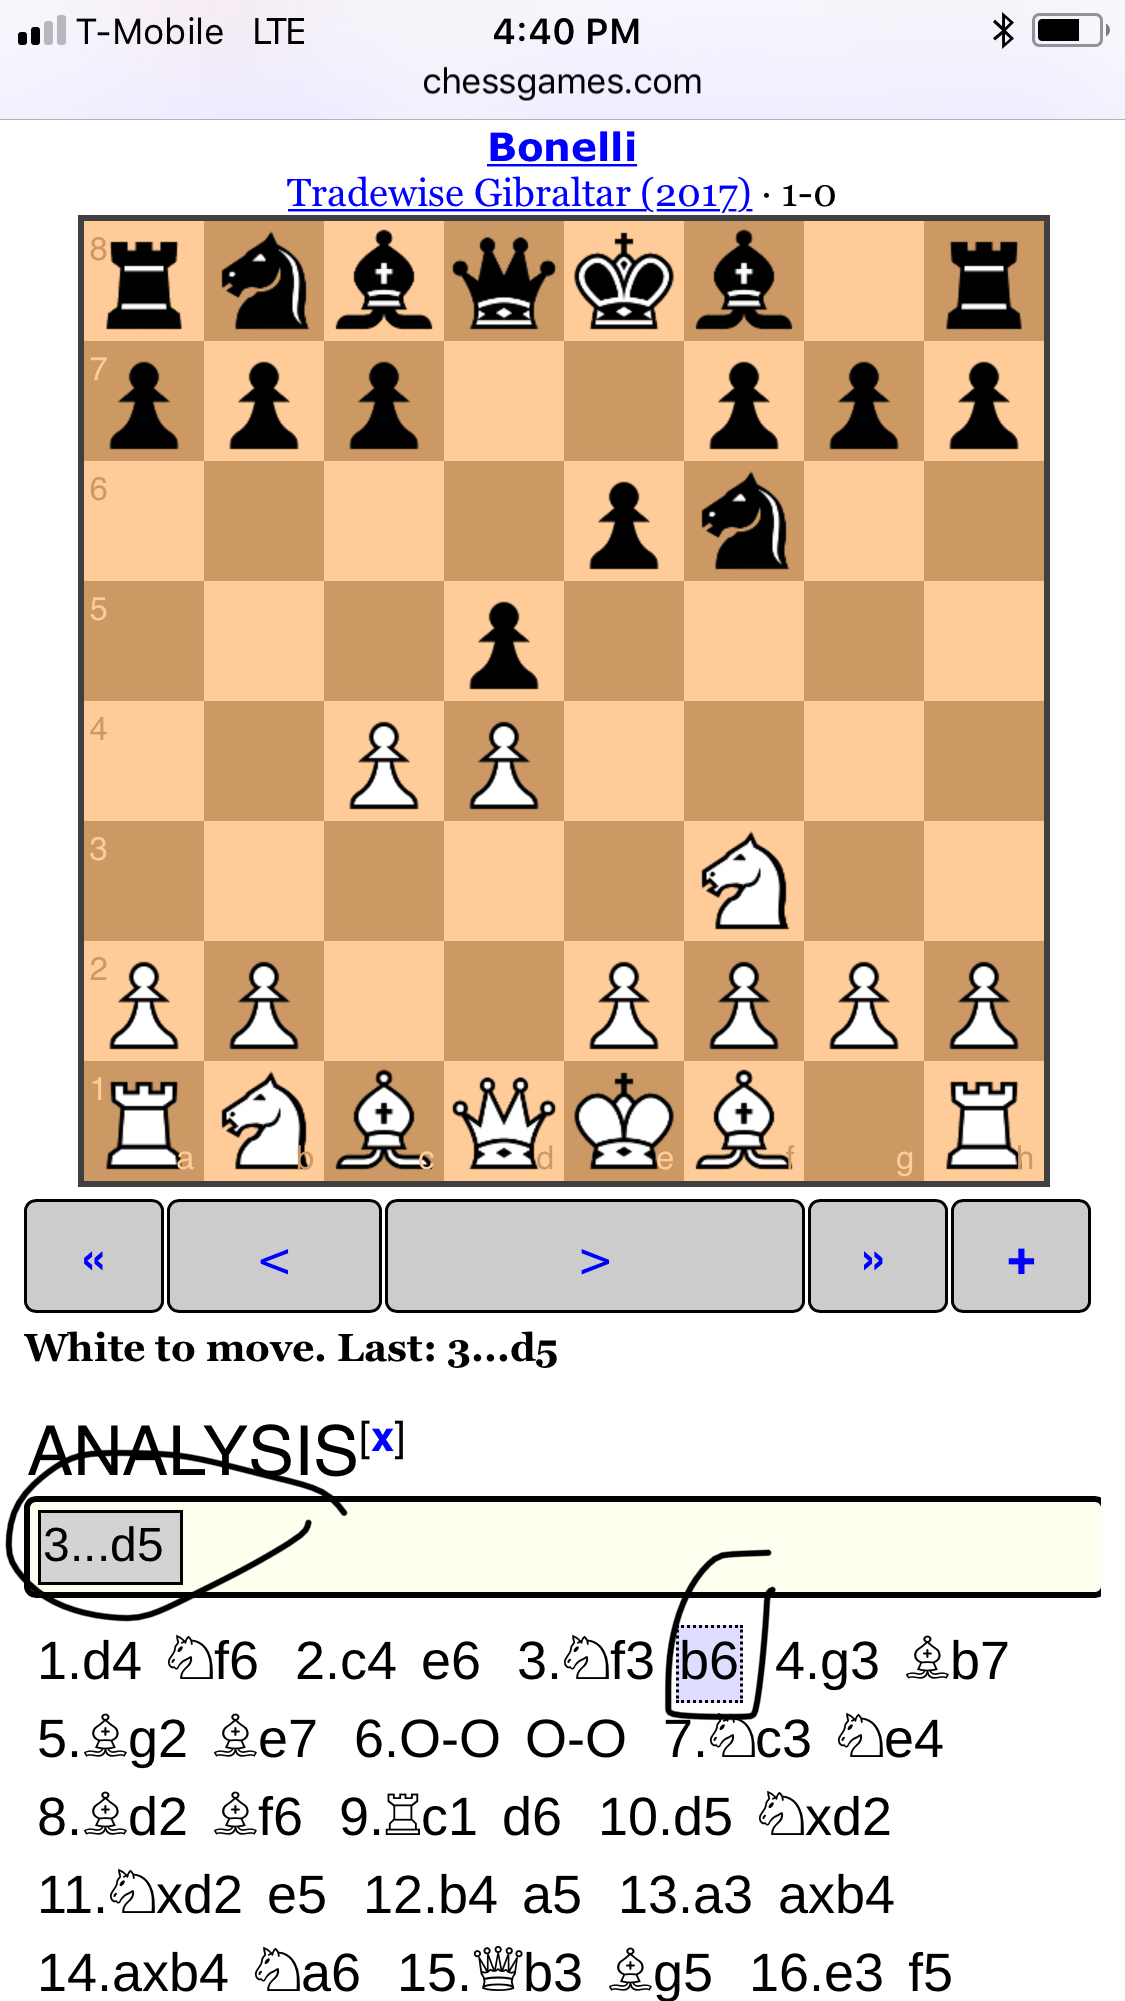 T-Mobile LTE 4:40 PM
chessgames.com
Bonelli
Tradewise Gibraltar (2017) · 1-0
8
7
6
5
4
3
2
1
a b c d e f g h
« < > » +
White to move. Last: 3...d5
ANALYSIS[x]
3...d5
1.d4 ♘f6 2.c4 e6 3.♘f3 b6 4.g3 ♗b7
5.♗g2 ♗e7 6.O-O O-O 7.♘c3 ♘e4
8.♗d2 ♗f6 9.♖c1 d6 10.d5 ♘xd2
11.♘xd2 e5 12.b4 a5 13.a3 axb4
14.axb4 ♘a6 15.♕b3 ♗g5 16.e3 f5